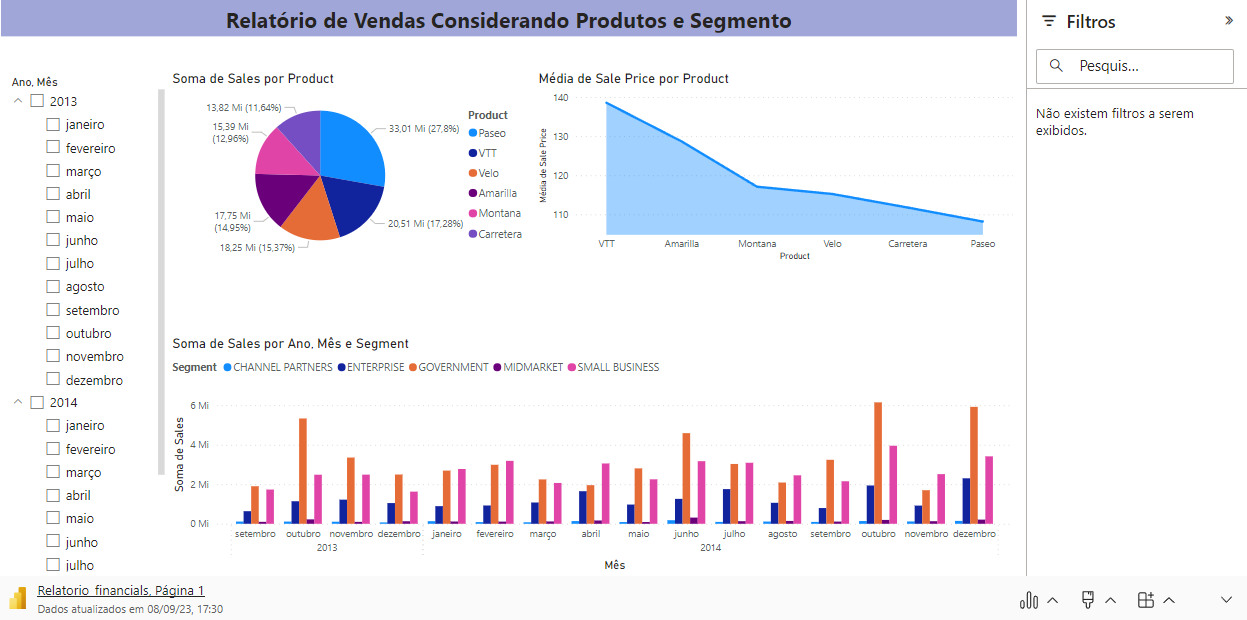 Relatório de Vendas Considerando Produtos e Segmento
Ano, Mês
2013
janeiro
fevereiro
março
abril
maio
junho
julho
agosto
setembro
outubro
novembro
dezembro
2014
janeiro
fevereiro
março
abril
maio
junho
julho
Soma de Sales por Product
13,82 Mi (11,64%)
15,39 Mi
(12,96%)
17,75 Mi
(14,95%)
18,25 Mi (15,37%)
33,01 Mi (27,8%)
20,51 Mi (17,28%)
Product
Paseo
VTT
Velo
Amarilla
Montana
Carretera
Média de Sale Price por Product
Média de Sale Price
140
130
120
110
VTT Amarilla Montana Velo Carretera Paseo
Product
Soma de Sales por Ano, Mês e Segment
Segment CHANNEL PARTNERS ENTERPRISE GOVERNMENT MIDMARKET SMALL BUSINESS
Soma de Sales
6 Mi
4 Mi
2 Mi
0 Mi
setembro outubro novembro dezembro janeiro fevereiro março abril maio junho julho agosto setembro outubro novembro dezembro
2013 2014
Mês
Filtros
Pesquis...
Não existem filtros a serem
exibidos.
Relatorio_financials, Página 1
Dados atualizados em 08/09/23, 17:30